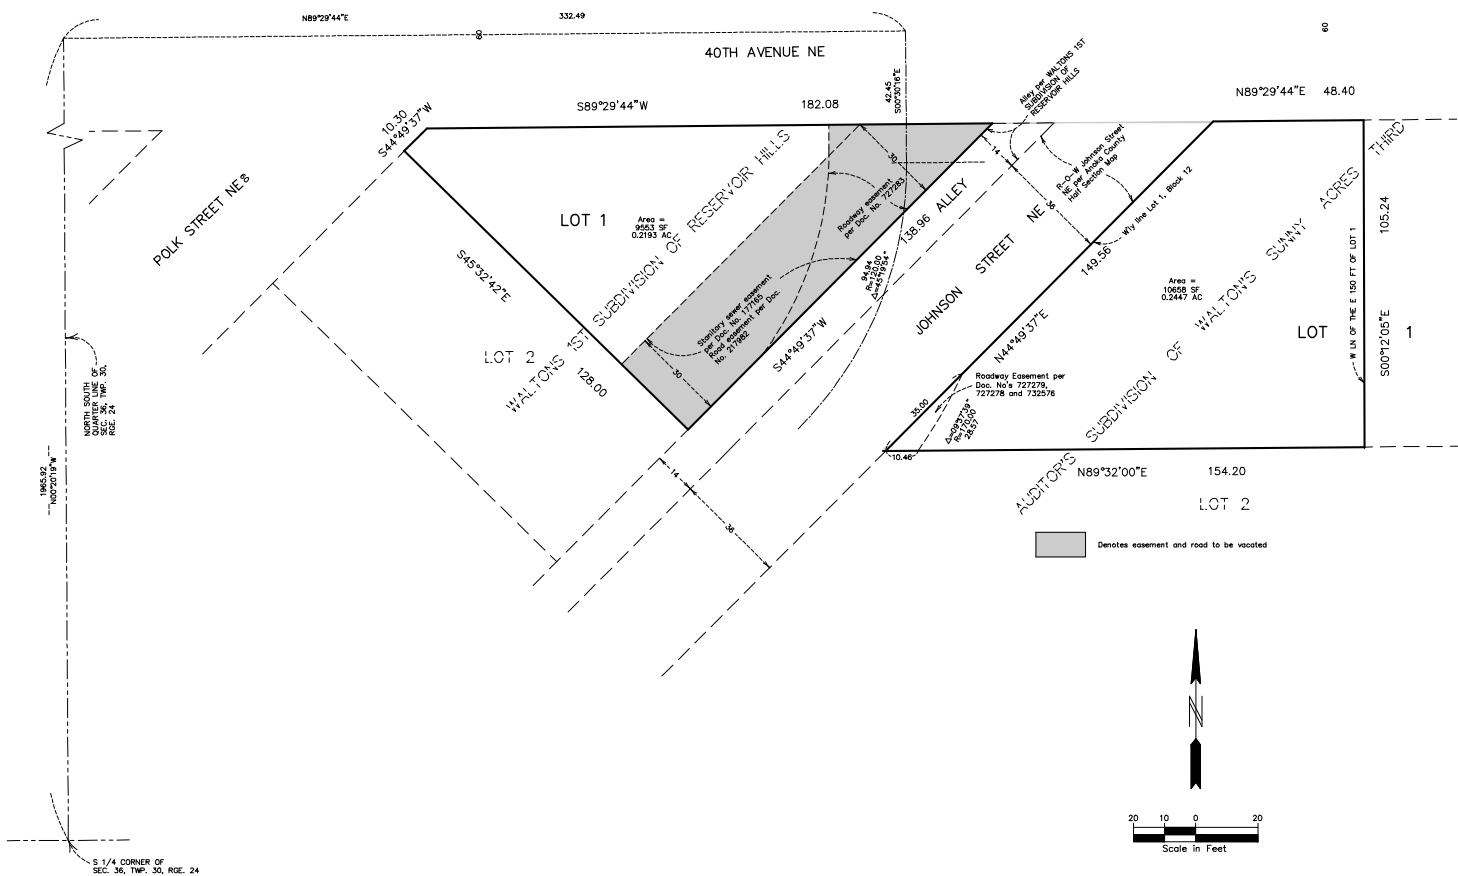 N89°29'44"E
332.49
60
60
40TH AVENUE NE
42.45
S00°30'16"E
Alley per WALTONS 1ST
SUBDIVISION OF
RESERVOIR HILLS
N89°29'44"E 48.40
S89°29'44"W
182.08
10.30
S44°49'37"W
POLK STREET NE
LOT 1
Area =
9553 SF
0.2193 AC
WALTONS 1ST SUBDIVISION OF RESERVOIR HILLS
30
Roadway easement
per Doc. No. 727283
14
R-O-W Johnson Street
NE per Anoka County
Half Section Map
W'ly line Lot 1, Block 12
THIRD
105.24
S45°32'42"E
128.00
LOT 2
Stanitary sewer easement
per Doc. No. 177165
Road easement per Doc.
No. 217982
30
138.96
ALLEY
94.94
R=120.00
Δ=45°19'54"
S44°49'37"W
JOHNSON STREET NE
149.56
N44°49'37"E
Area =
10658 SF
0.2447 AC
AUDITOR'S SUBDIVISION OF WALTON'S SUNNY ACRES
W LN OF THE E 150 FT OF LOT 1
LOT 1
S00°12'05"E
Roadway Easement per
Doc. No's 727279,
727278 and 732576
35.00
Δ=09°37'39"
R=170.00
28.57
10.46
N89°32'00"E
154.20
LOT 2
14
NORTH SOUTH
QUARTER LINE OF
SEC. 36, TWP. 30,
RGE. 24
1965.92
N00°20'19"W
Denotes easement and road to be vacated
N
20 10 0 20
Scale in Feet
S 1/4 CORNER OF
SEC. 36, TWP. 30, RGE. 24